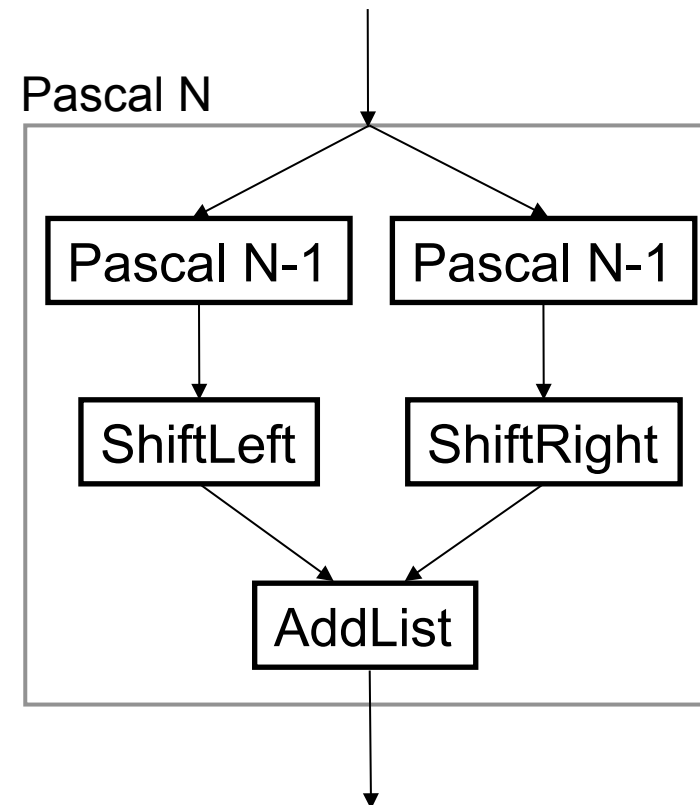 Pascal N
Pascal N-1
Pascal N-1
ShiftLeft
ShiftRight
AddList